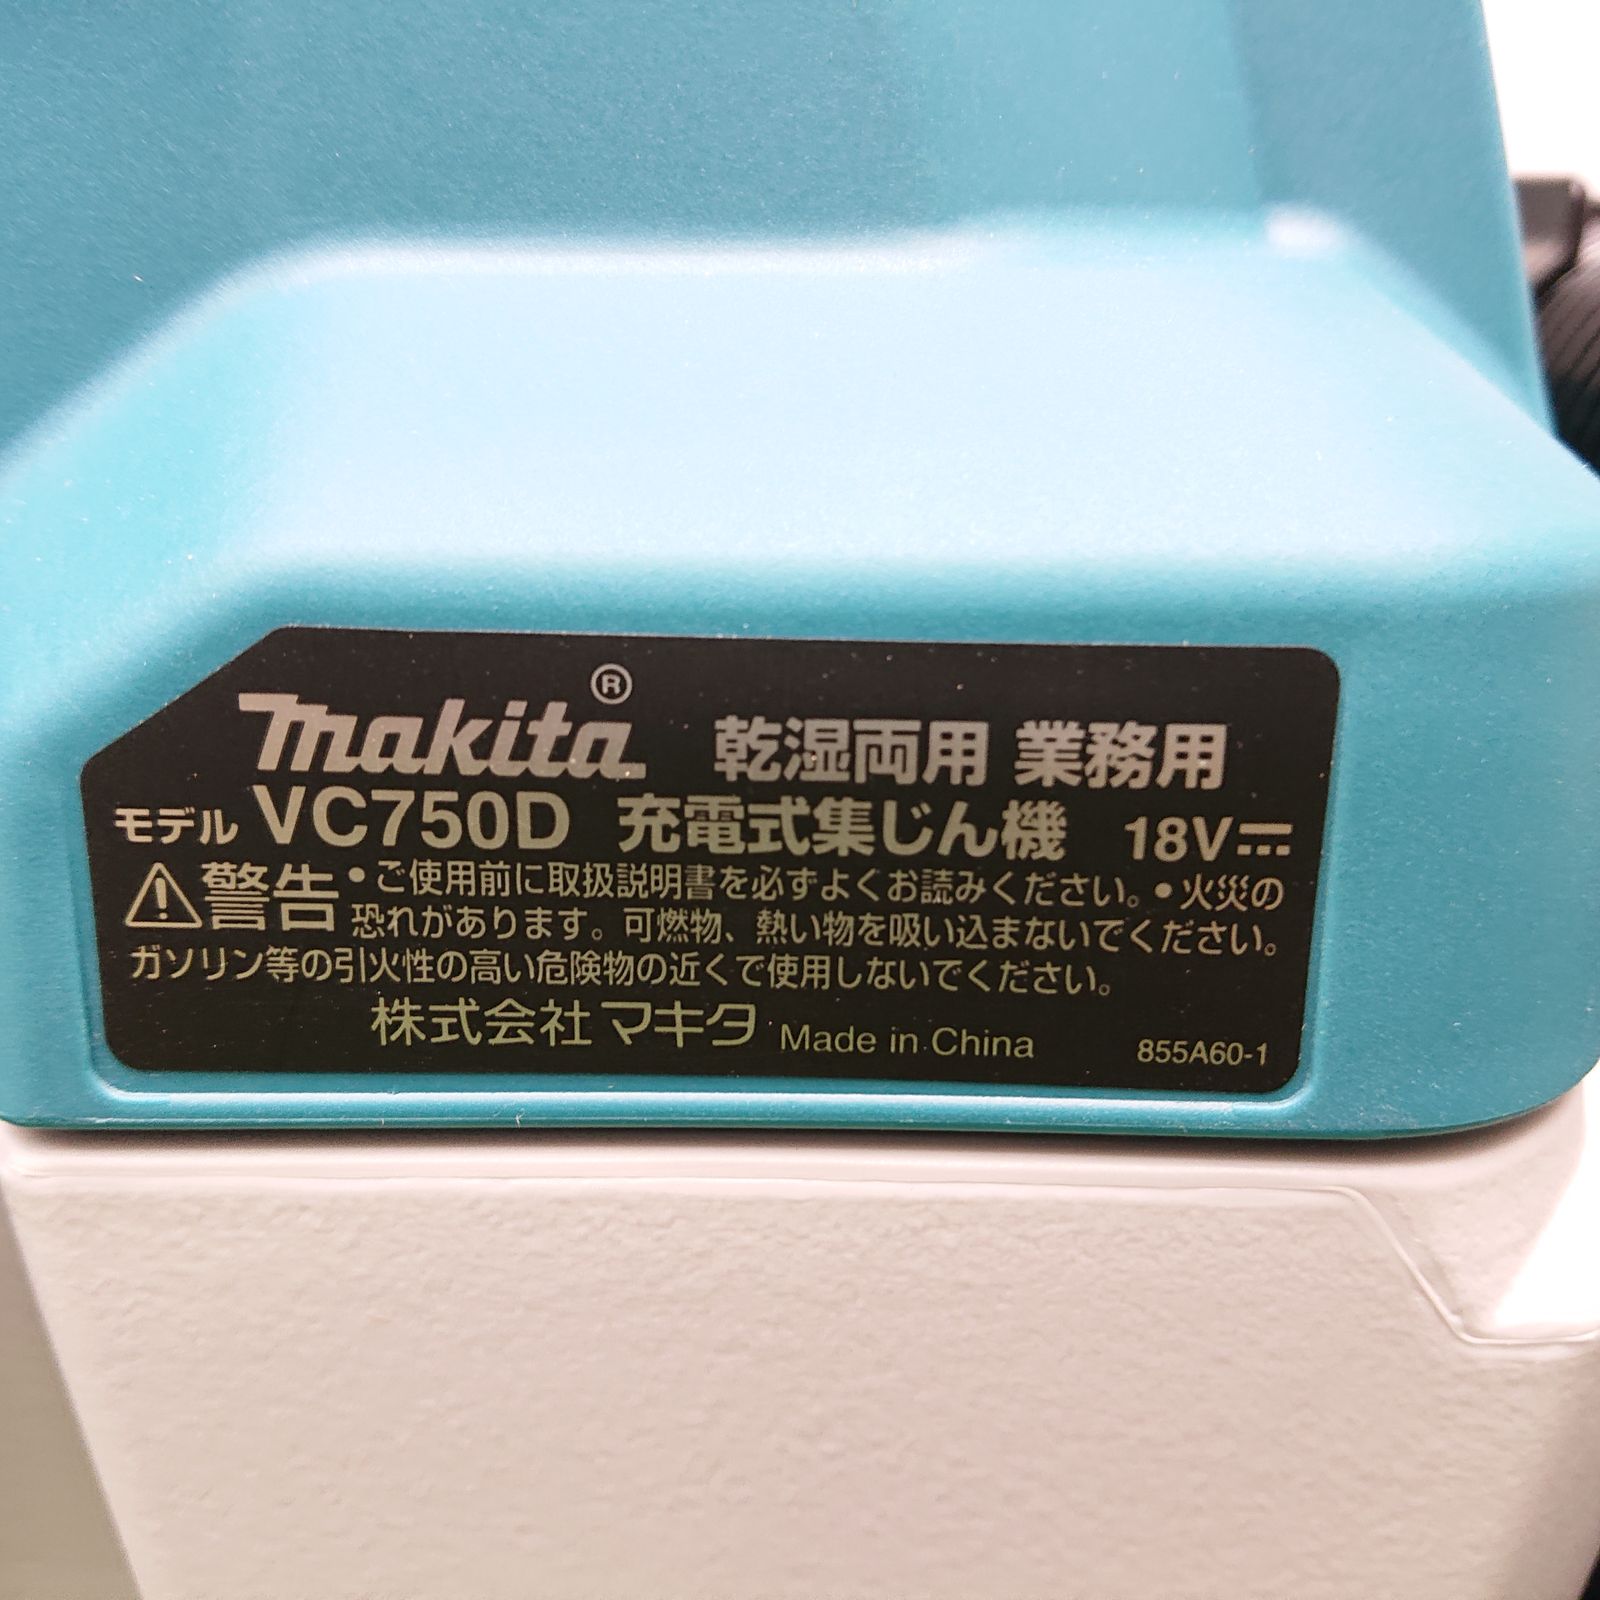 makita® 乾湿両用 業務用
モデル VC750D 充電式集じん機 18V
警告 •ご使用前に取扱説明書を必ずよくお読みください。•火災の
恐れがあります。可燃物、熱い物を吸い込まないでください。
ガソリン等の引火性の高い危険物の近くで使用しないでください。
株式会社マキタ Made in China 855A60-1